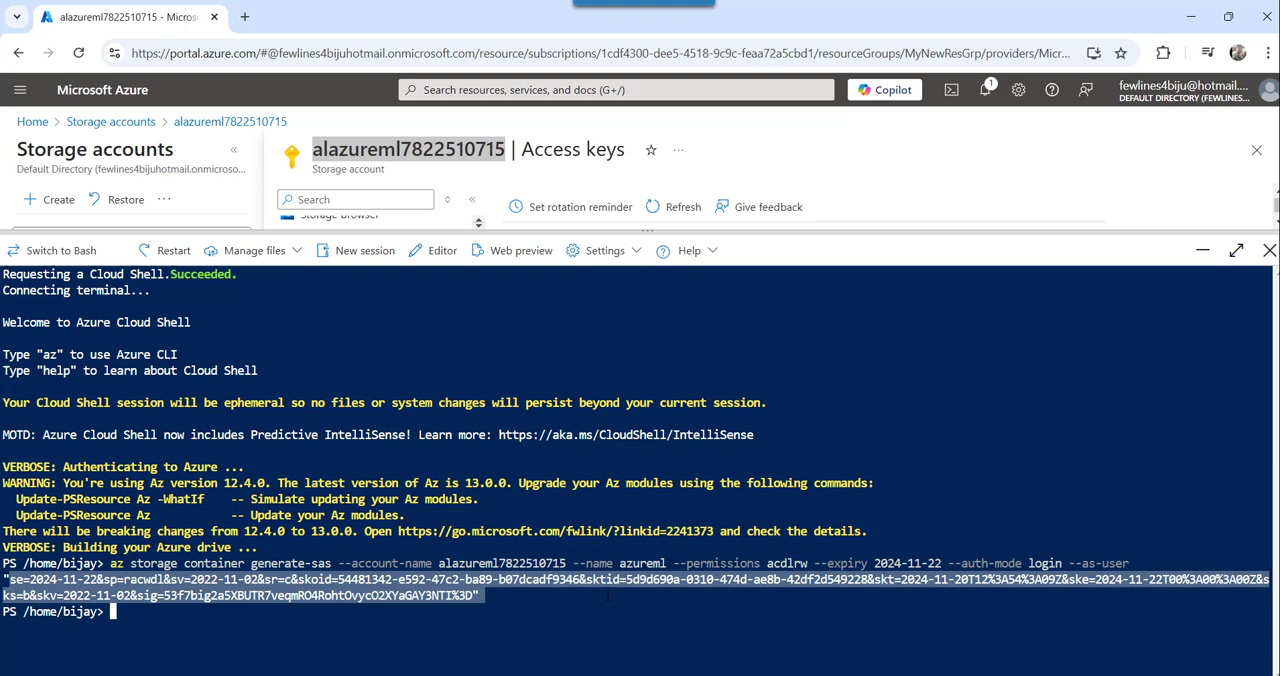 alazureml7822510715 - Micros
https://portal.azure.com/#@fewlines4bijuhotmail.onmicrosoft.com/resource/subscriptions/1cdf4300-dee5-4518-9c9c-feaa72a5cbd1/resourceGroups/MyNewResGrp/providers/Micr...
Microsoft Azure
Search resources, services, and docs (G+/)
Copilot
1
fewlines4biju@hotmail....
DEFAULT DIRECTORY (FEWLINES...
Home > Storage accounts > alazureml7822510715
Storage accounts
Default Directory (fewlines4bijuhotmail.onmicroso...
Create
Restore
alazureml7822510715 | Access keys
Storage account
Search
Set rotation reminder
Refresh
Give feedback
Storage browser
Switch to Bash
Restart
Manage files
New session
Editor
Web preview
Settings
Help
Requesting a Cloud Shell.Succeeded.
Connecting terminal...
Welcome to Azure Cloud Shell
Type "az" to use Azure CLI
Type "help" to learn about Cloud Shell
Your Cloud Shell session will be ephemeral so no files or system changes will persist beyond your current session.
MOTD: Azure Cloud Shell now includes Predictive IntelliSense! Learn more: https://aka.ms/CloudShell/IntelliSense
VERBOSE: Authenticating to Azure ...
WARNING: You're using Az version 12.4.0. The latest version of Az is 13.0.0. Upgrade your Az modules using the following commands:
Update-PSResource Az -WhatIf -- Simulate updating your Az modules.
Update-PSResource Az -- Update your Az modules.
There will be breaking changes from 12.4.0 to 13.0.0. Open https://go.microsoft.com/fwlink/?linkid=2241373 and check the details.
VERBOSE: Building your Azure drive ...
PS /home/bijay> az storage container generate-sas --account-name alazureml7822510715 --name azureml --permissions acdlrw --expiry 2024-11-22 --auth-mode login --as-user
"se=2024-11-22&sp=racwdl&sv=2022-11-02&sr=c&skoid=54481342-e592-47c2-ba89-b07dcadf9346&sktid=5d9d690a-0310-474d-ae8b-42df2d549228&skt=2024-11-20T12%3A54%3A09Z&ske=2024-11-22T00%3A00%3A00Z&s
ks=b&skv=2022-11-02&sig=53f7big2a5XBUTR7veqmRO4RohtOvycO2XYaGAY3NTI%3D"
PS /home/bijay>